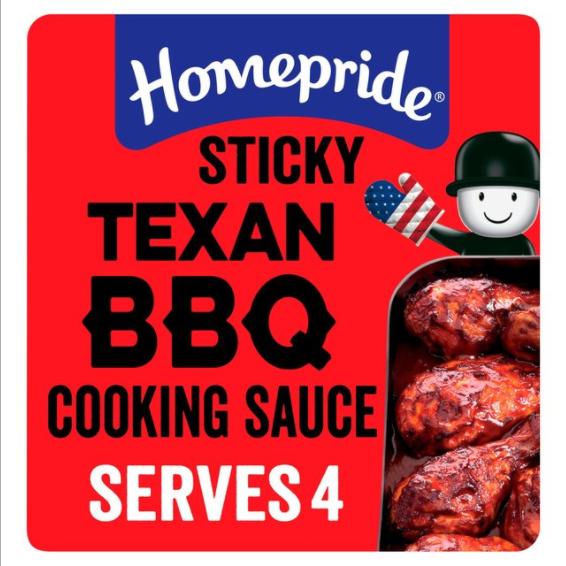 Homepride®
STICKY
TEXAN
BBQ
COOKING SAUCE
SERVES 4